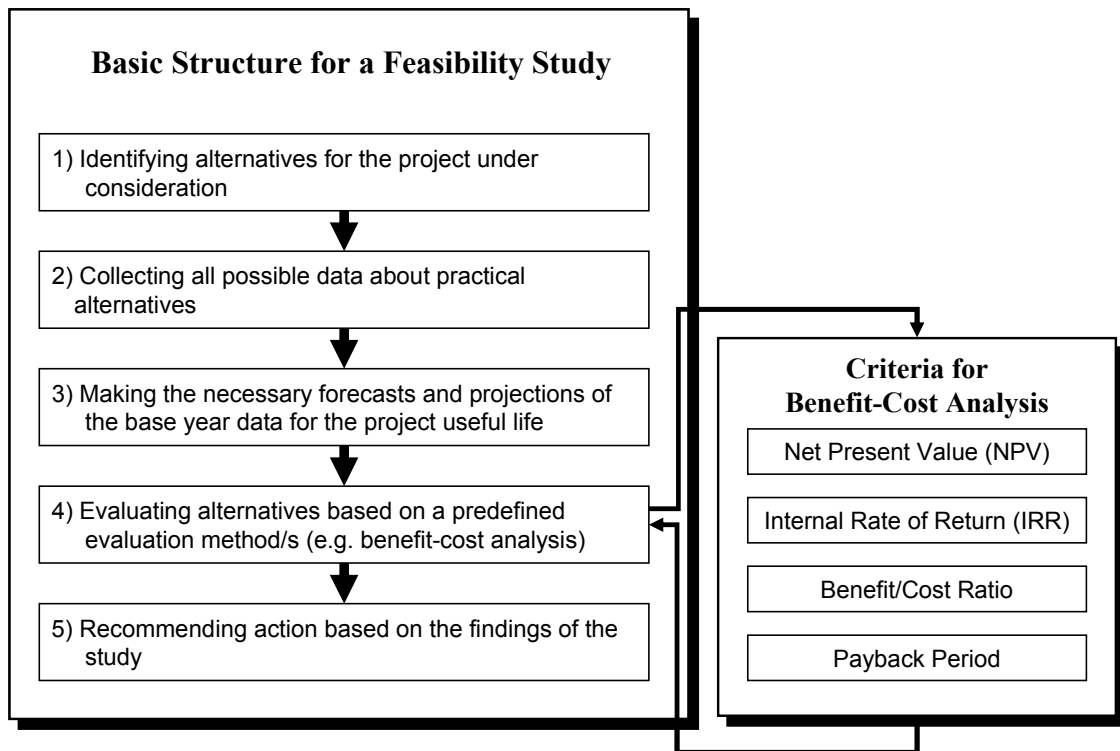 Basic Structure for a Feasibility Study
1) Identifying alternatives for the project under
consideration
2) Collecting all possible data about practical
alternatives
3) Making the necessary forecasts and projections of
the base year data for the project useful life
4) Evaluating alternatives based on a predefined
evaluation method/s (e.g. benefit-cost analysis)
5) Recommending action based on the findings of the
study
Criteria for
Benefit-Cost Analysis
Net Present Value (NPV)
Internal Rate of Return (IRR)
Benefit/Cost Ratio
Payback Period